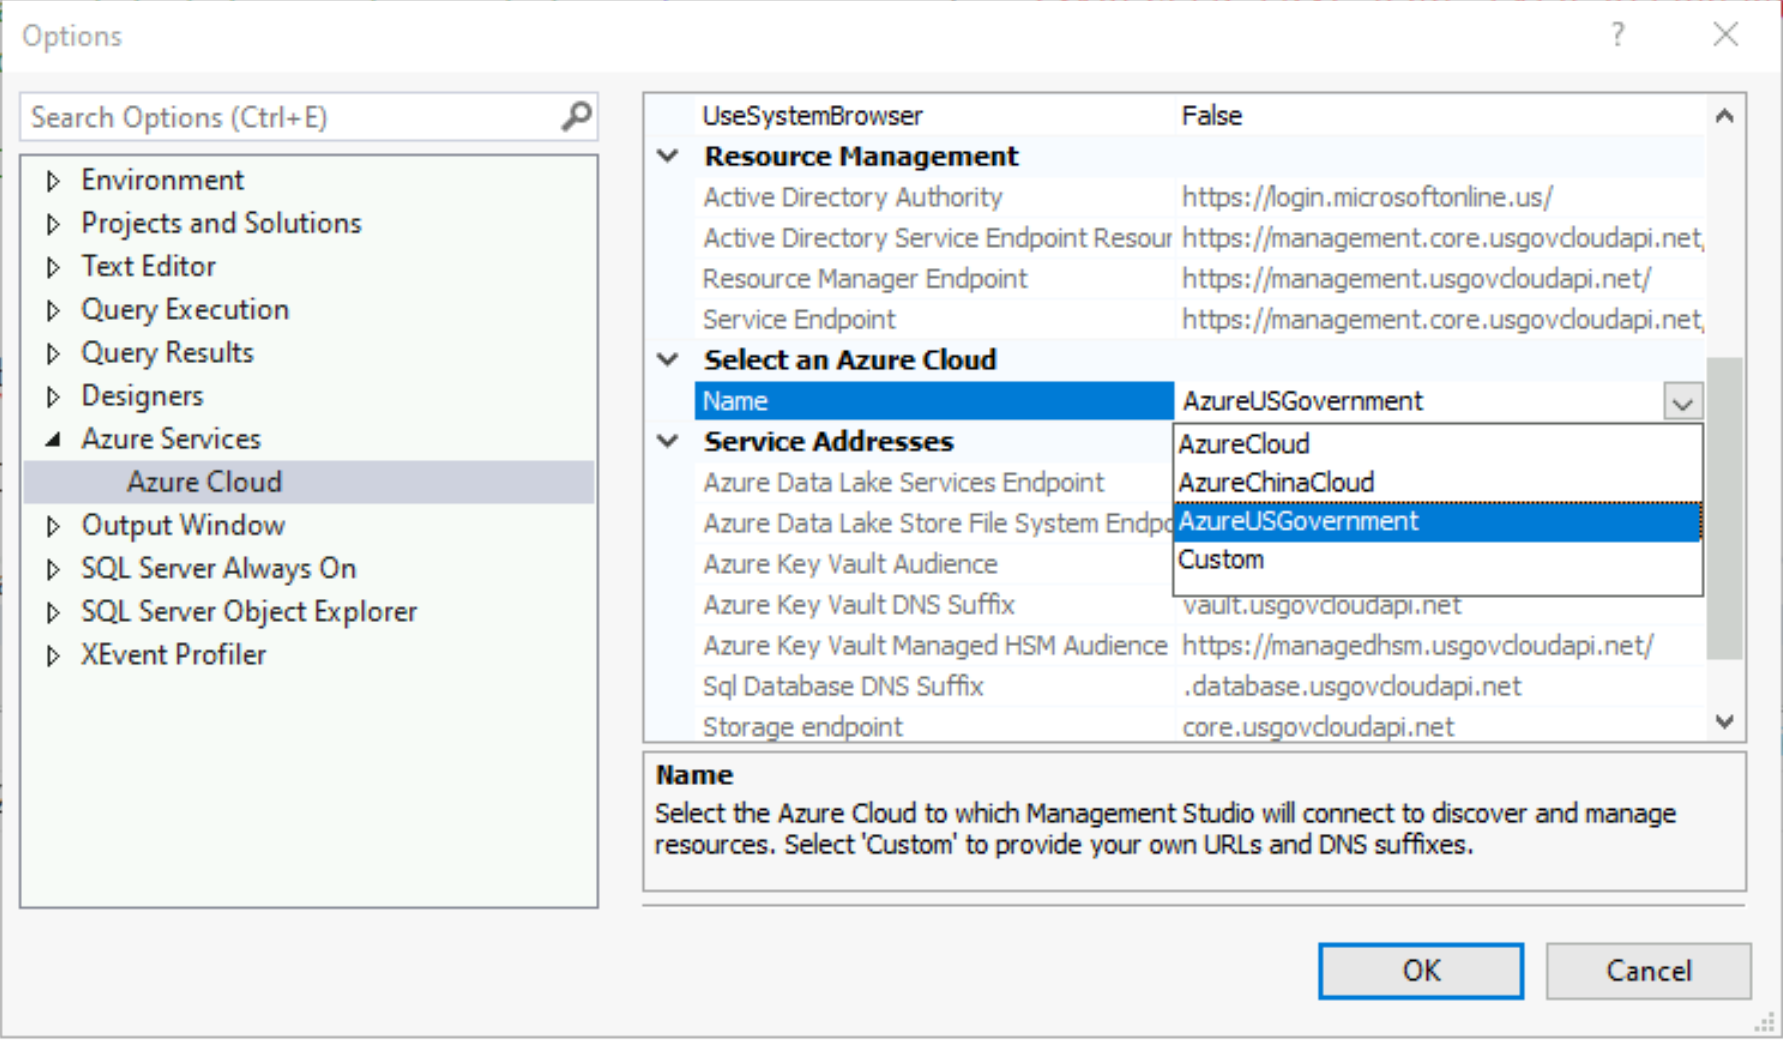 Options
?
Search Options (Ctrl+E)
Environment
Projects and Solutions
Text Editor
Query Execution
Query Results
Designers
Azure Services
Azure Cloud
Output Window
SQL Server Always On
SQL Server Object Explorer
XEvent Profiler
UseSystemBrowser False
Resource Management
Active Directory Authority https://login.microsoftonline.us/
Active Directory Service Endpoint Resour https://management.core.usgovcloudapi.net,
Resource Manager Endpoint https://management.usgovcloudapi.net/
Service Endpoint https://management.core.usgovcloudapi.net,
Select an Azure Cloud
Name AzureUSGovernment
Service Addresses
AzureCloud
Azure Data Lake Services Endpoint AzureChinaCloud
Azure Data Lake Store File System Endpo AzureUSGovernment
Azure Key Vault Audience Custom
Azure Key Vault DNS Suffix vault.usgovcloudapi.net
Azure Key Vault Managed HSM Audience https://managedhsm.usgovcloudapi.net/
Sql Database DNS Suffix .database.usgovcloudapi.net
Storage endpoint core.usgovcloudapi.net
Name
Select the Azure Cloud to which Management Studio will connect to discover and manage
resources. Select 'Custom' to provide your own URLs and DNS suffixes.
OK Cancel